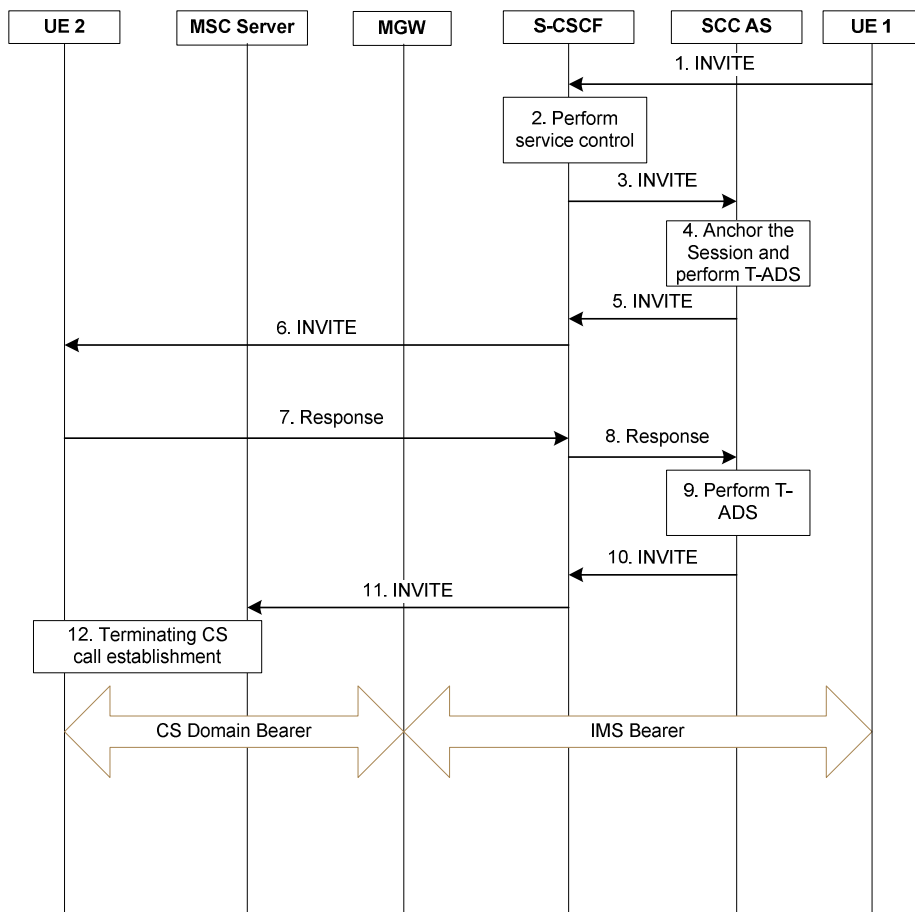 UE 2
MSC Server
MGW
S-CSCF
SCC AS
UE 1
1. INVITE
2. Perform
service control
3. INVITE
4. Anchor the
Session and
perform T-ADS
5. INVITE
6. INVITE
7. Response
8. Response
9. Perform T-
ADS
10. INVITE
11. INVITE
12. Terminating CS
call establishment
CS Domain Bearer
IMS Bearer